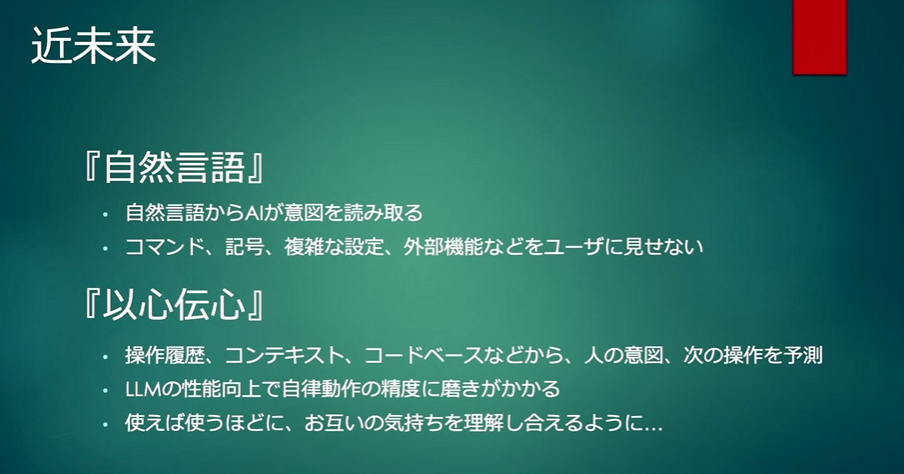 近未来
『自然言語』
• 自然言語からAIが意図を読み取る
• コマンド、記号、複雑な設定、外部機能などをユーザに見せない
『以心伝心』
• 操作履歴、コンテキスト、コードベースなどから、人の意図、次の操作を予測
• LLMの性能向上で自律動作の精度に磨きがかかる
• 使えば使うほどに、お互いの気持ちを理解し合えるように…